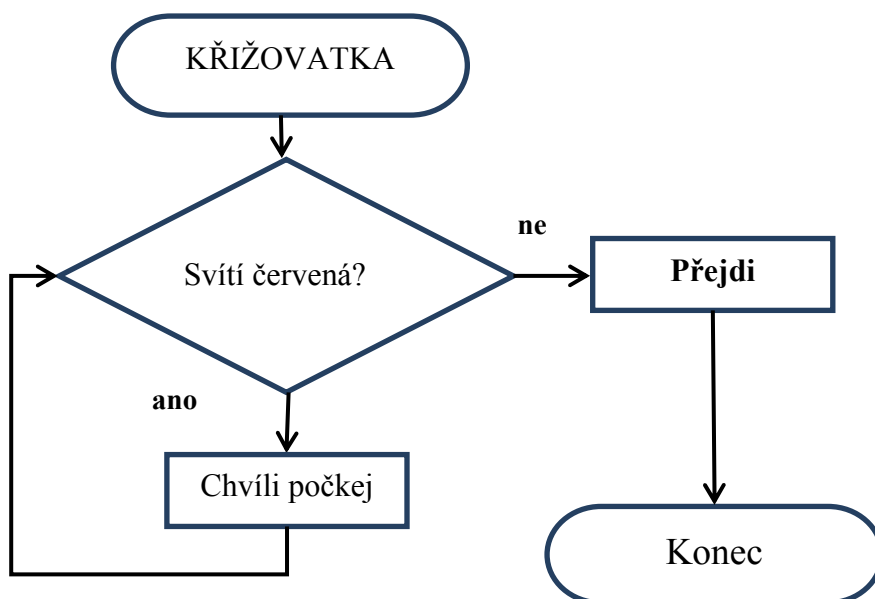 KŘIŽOVATKA
Svítí červená?
ne
Přejdi
ano
Chvíli počkej
Konec